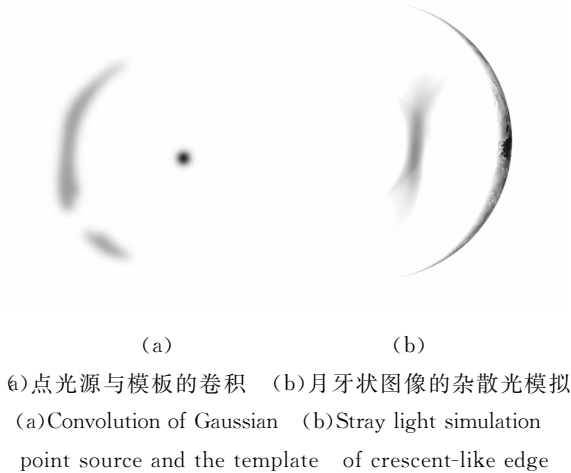 (a) (b)
(a)点光源与模板的卷积 (b)月牙状图像的杂散光模拟
(a)Convolution of Gaussian (b)Stray light simulation
point source and the template of crescent-like edge